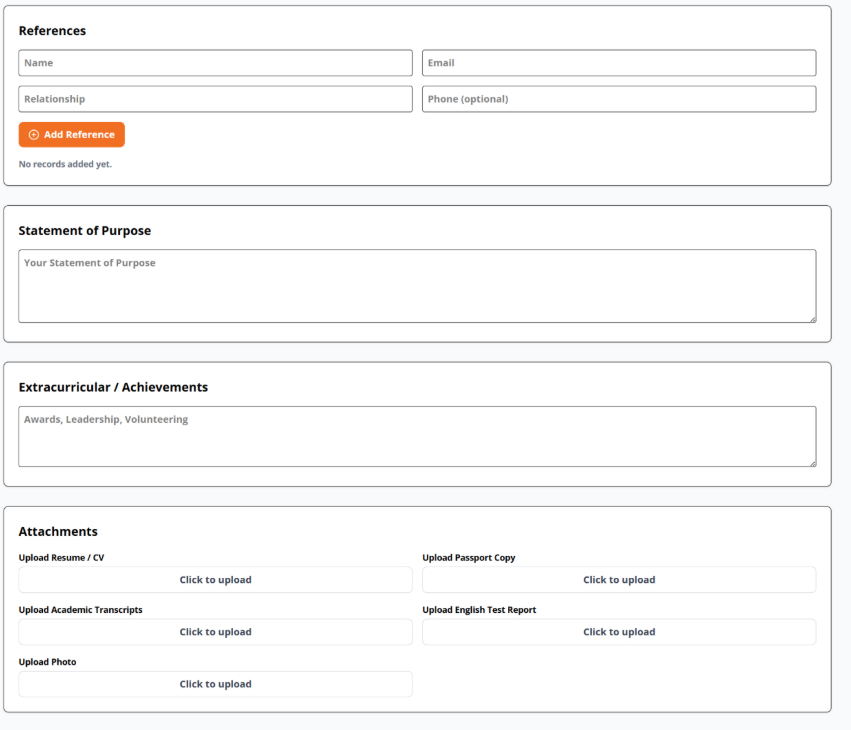 References
Name
Email
Relationship
Phone (optional)
Add Reference
No records added yet.
Statement of Purpose
Your Statement of Purpose
Extracurricular / Achievements
Awards, Leadership, Volunteering
Attachments
Upload Resume / CV
Upload Passport Copy
Click to upload
Click to upload
Upload Academic Transcripts
Upload English Test Report
Click to upload
Click to upload
Upload Photo
Click to upload